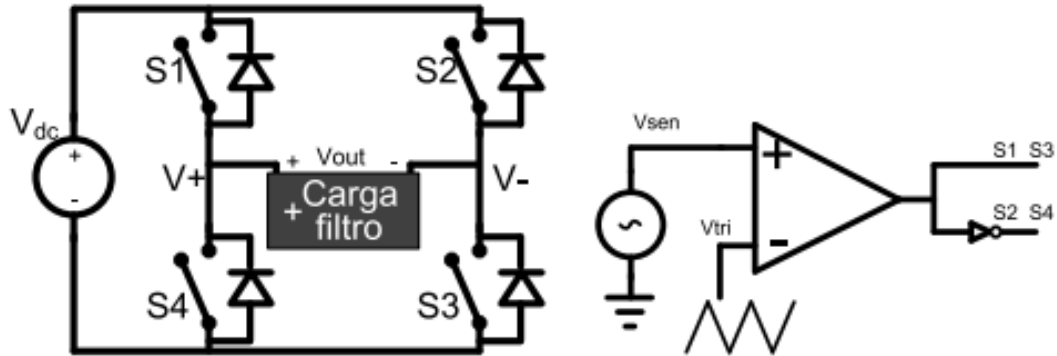 S1
S2
Vdc
+
-
V+
+ Vout -
V-
+ Carga
filtro
S4
S3
Vsen
+
Vtri
-
S1 S3
S2 S4